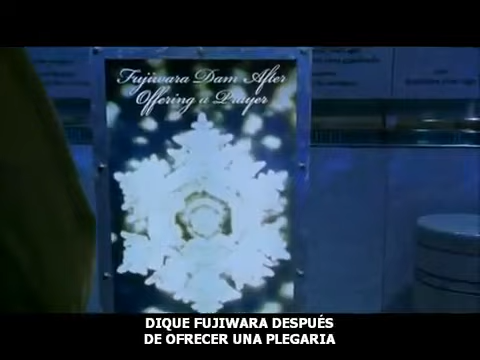 Fujiwara Dam After
Offering a Prayer
DIQUE FUJIWARA DESPUÉS
DE OFRECER UNA PLEGARIA